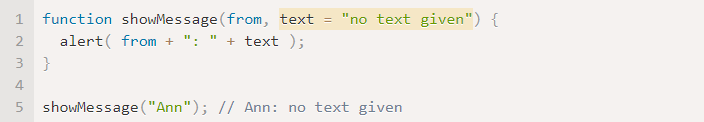 1 function showMessage(from, text = "no text given") {
2   alert( from + ": " + text );
3 }
4
5 showMessage("Ann"); // Ann: no text given